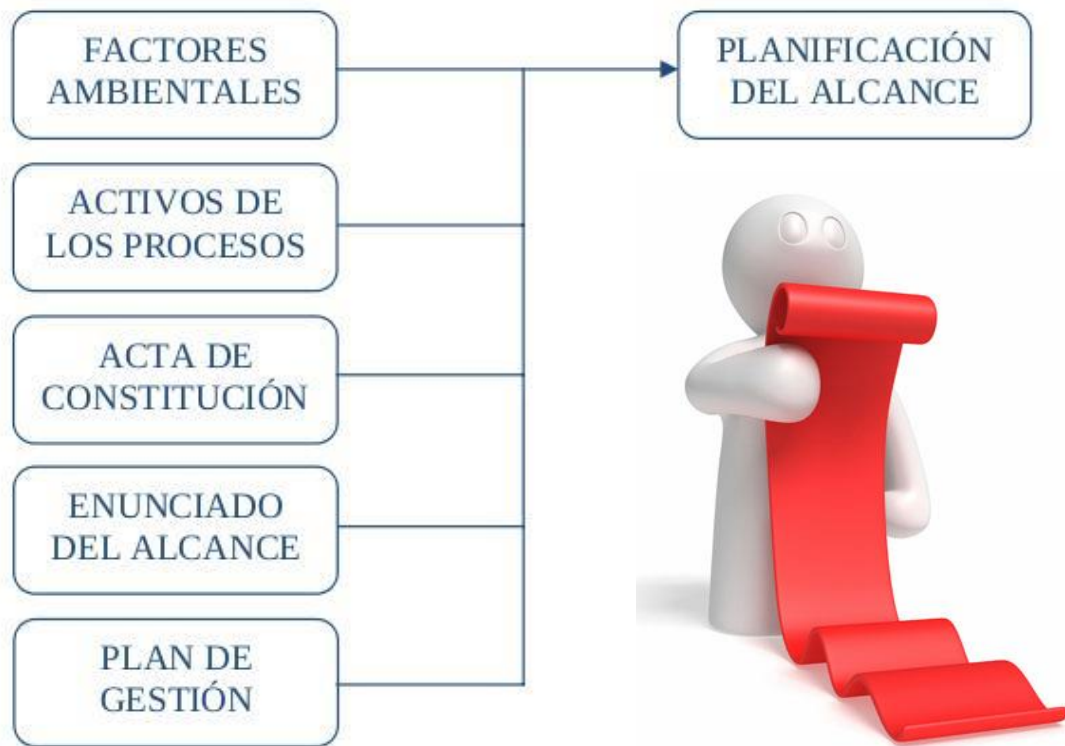 FACTORES
AMBIENTALES
PLANIFICACIÓN
DEL ALCANCE
ACTIVOS DE
LOS PROCESOS
ACTA DE
CONSTITUCIÓN
ENUNCIADO
DEL ALCANCE
PLAN DE
GESTIÓN